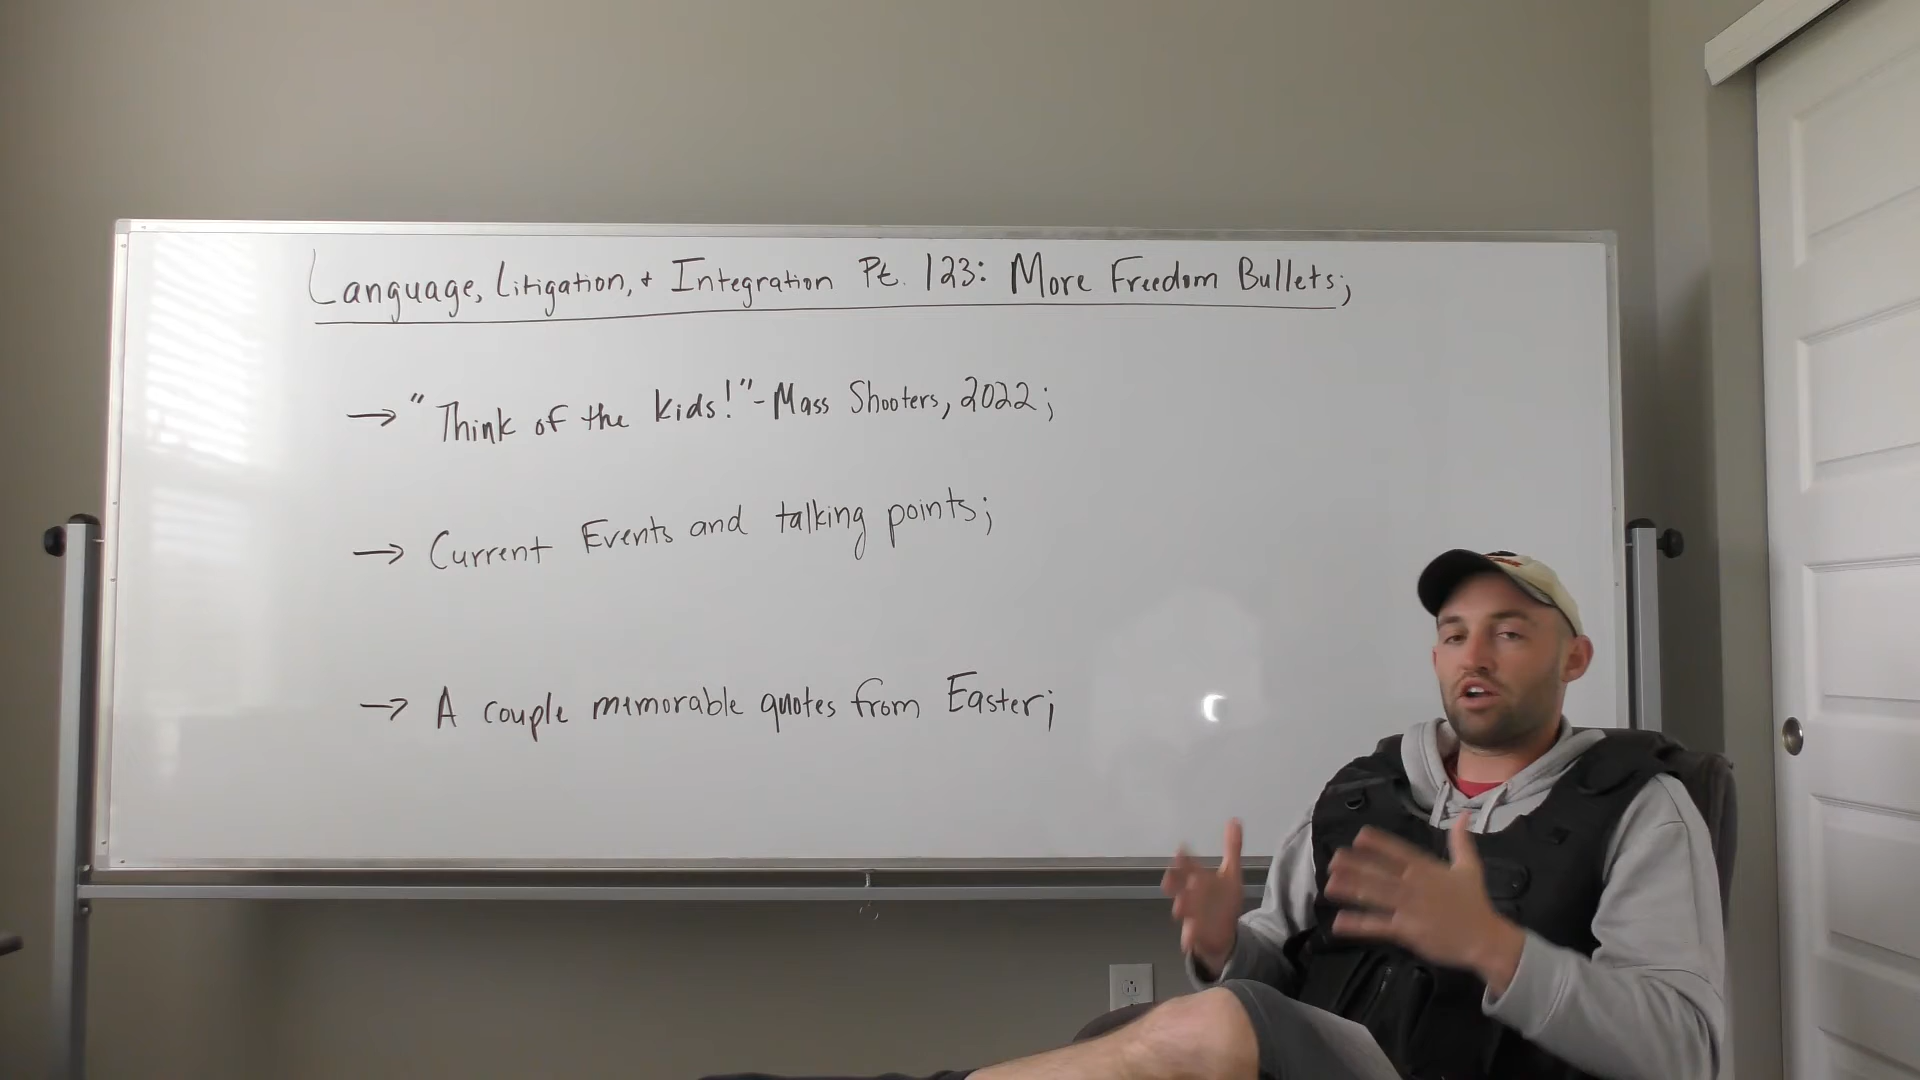 Language, Litigation, + Integration Pt. 123: More Freedom Bullets;
→ "Think of the kids!" - Mass Shooters, 2022;
→ Current Events and talking points;
→ A couple memorable quotes from Easter;